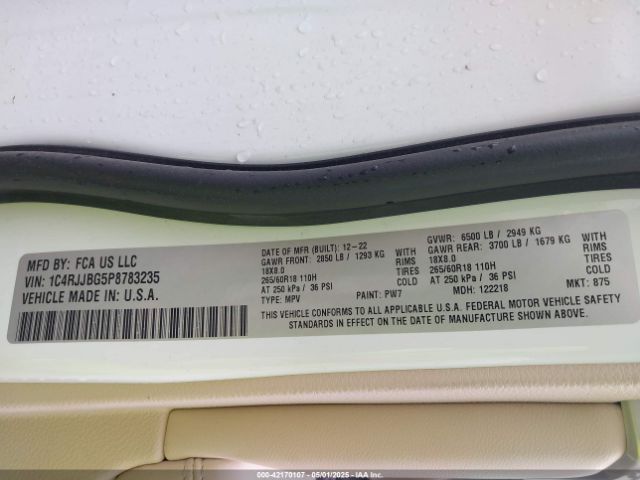 MFD BY: FCA US LLC
VIN: 1C4RJJBG5P8783235
VEHICLE MADE IN: U.S.A.
DATE OF MFR (BUILT): 12-22
GAWR FRONT: 2850 LB / 1293 KG WITH
18X8.0 RIMS
265/60R18 110H TIRES
AT 250 kPa / 36 PSI COLD
TYPE: MPV PAINT: PW7
GVWR: 6500 LB / 2949 KG
GAWR REAR: 3700 LB / 1679 KG WITH
18X8.0 RIMS
265/60R18 110H TIRES
AT 250 kPa / 36 PSI COLD
MDH: 122218 MKT: 875
THIS VEHICLE CONFORMS TO ALL APPLICABLE U.S.A. FEDERAL MOTOR VEHICLE SAFETY
STANDARDS IN EFFECT ON THE DATE OF MANUFACTURE SHOWN ABOVE.
000-42170107 - 05/01/2025 - IAA Inc.